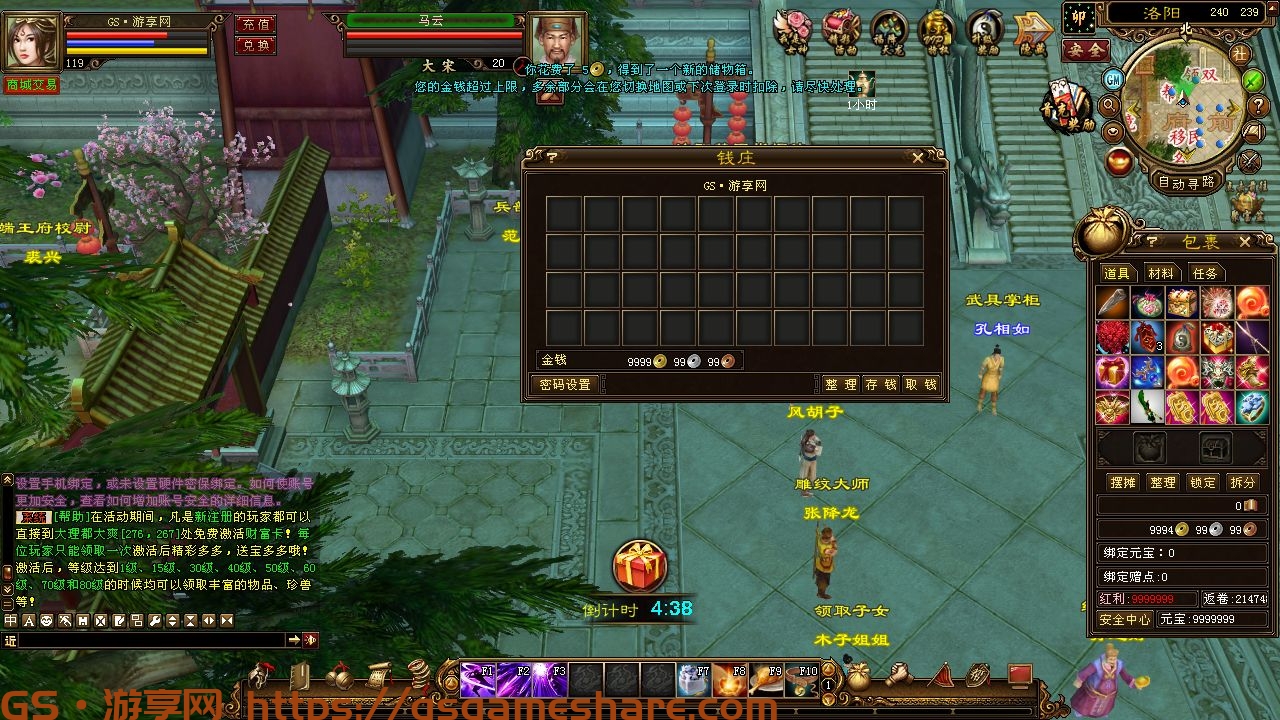 GS·游享网
119
充值
兑换
商城交易
马云
大宋
20
你花费了 5，得到了一个新的储物箱。
您的金钱超过上限，多余部分会在您切换地图或下次登录时扣除，请尽快处理。
1小时
卯
洛阳
240 239
北
安全
社
GM
自动寻路
钱庄
GS·游享网
金钱
9999 99 99
密码设置
整理
存钱
取钱
包裹
道具
材料
任务
3
摆摊
整理
锁定
拆分
0
9994 99 99
绑定元宝：0
绑定赠点：0
红利:9999999
返卷:21474
安全中心
元宝:9999999
端王府校尉
裴兴
武具掌柜
孔相如
风胡子
雕纹大师
张降龙
领取子女
木子姐姐
倒计时 4:38
设置手机绑定，或未设置硬件密保绑定。如何使账号
更加安全，查看如何增加账号安全的详细信息。
[帮助]在活动期间，凡是新注册的玩家都可以
直接到大理都大爽[276，267]处免费激活财富卡！每
位玩家只能领取一次激活后精彩多多，送宝多多哦！
激活后，等级达到1级、15级、30级、40级、50级、60
级、70级和80级的时候均可以领取丰富的物品、珍兽
等！
近
F1
F2
F3
F7
F8
F9
F10
GS·游享网 https://gsgameshare.com